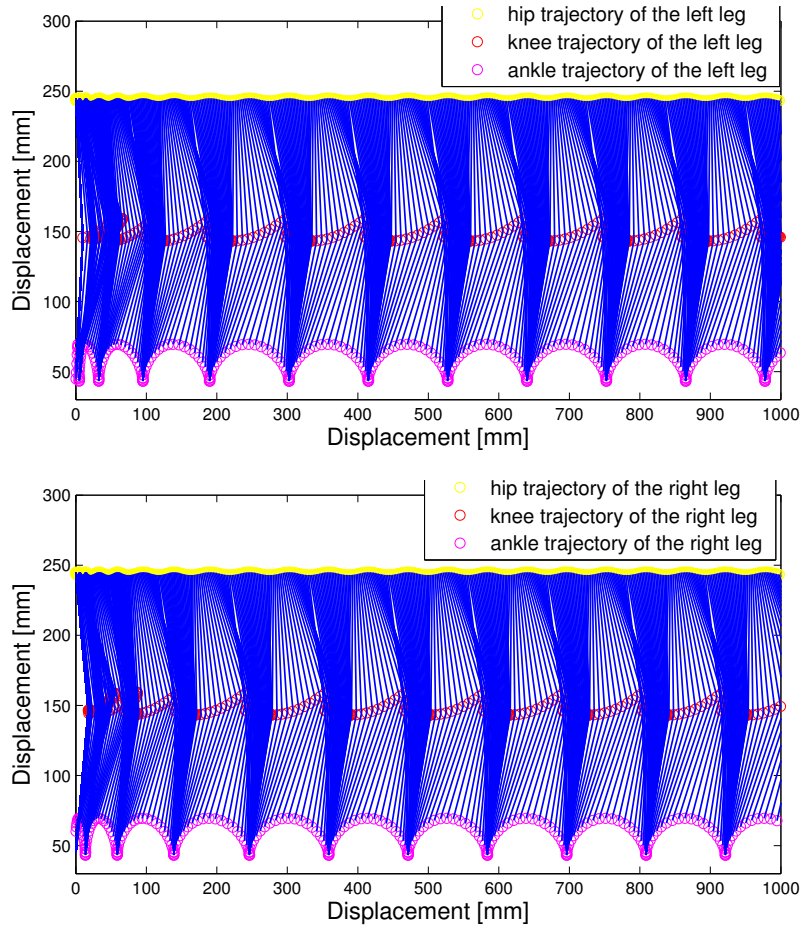 hip trajectory of the left leg
knee trajectory of the left leg
ankle trajectory of the left leg
300
250
200
150
100
50
Displacement [mm]
0 100 200 300 400 500 600 700 800 900 1000
Displacement [mm]
hip trajectory of the right leg
knee trajectory of the right leg
ankle trajectory of the right leg
300
250
200
150
100
50
Displacement [mm]
0 100 200 300 400 500 600 700 800 900 1000
Displacement [mm]